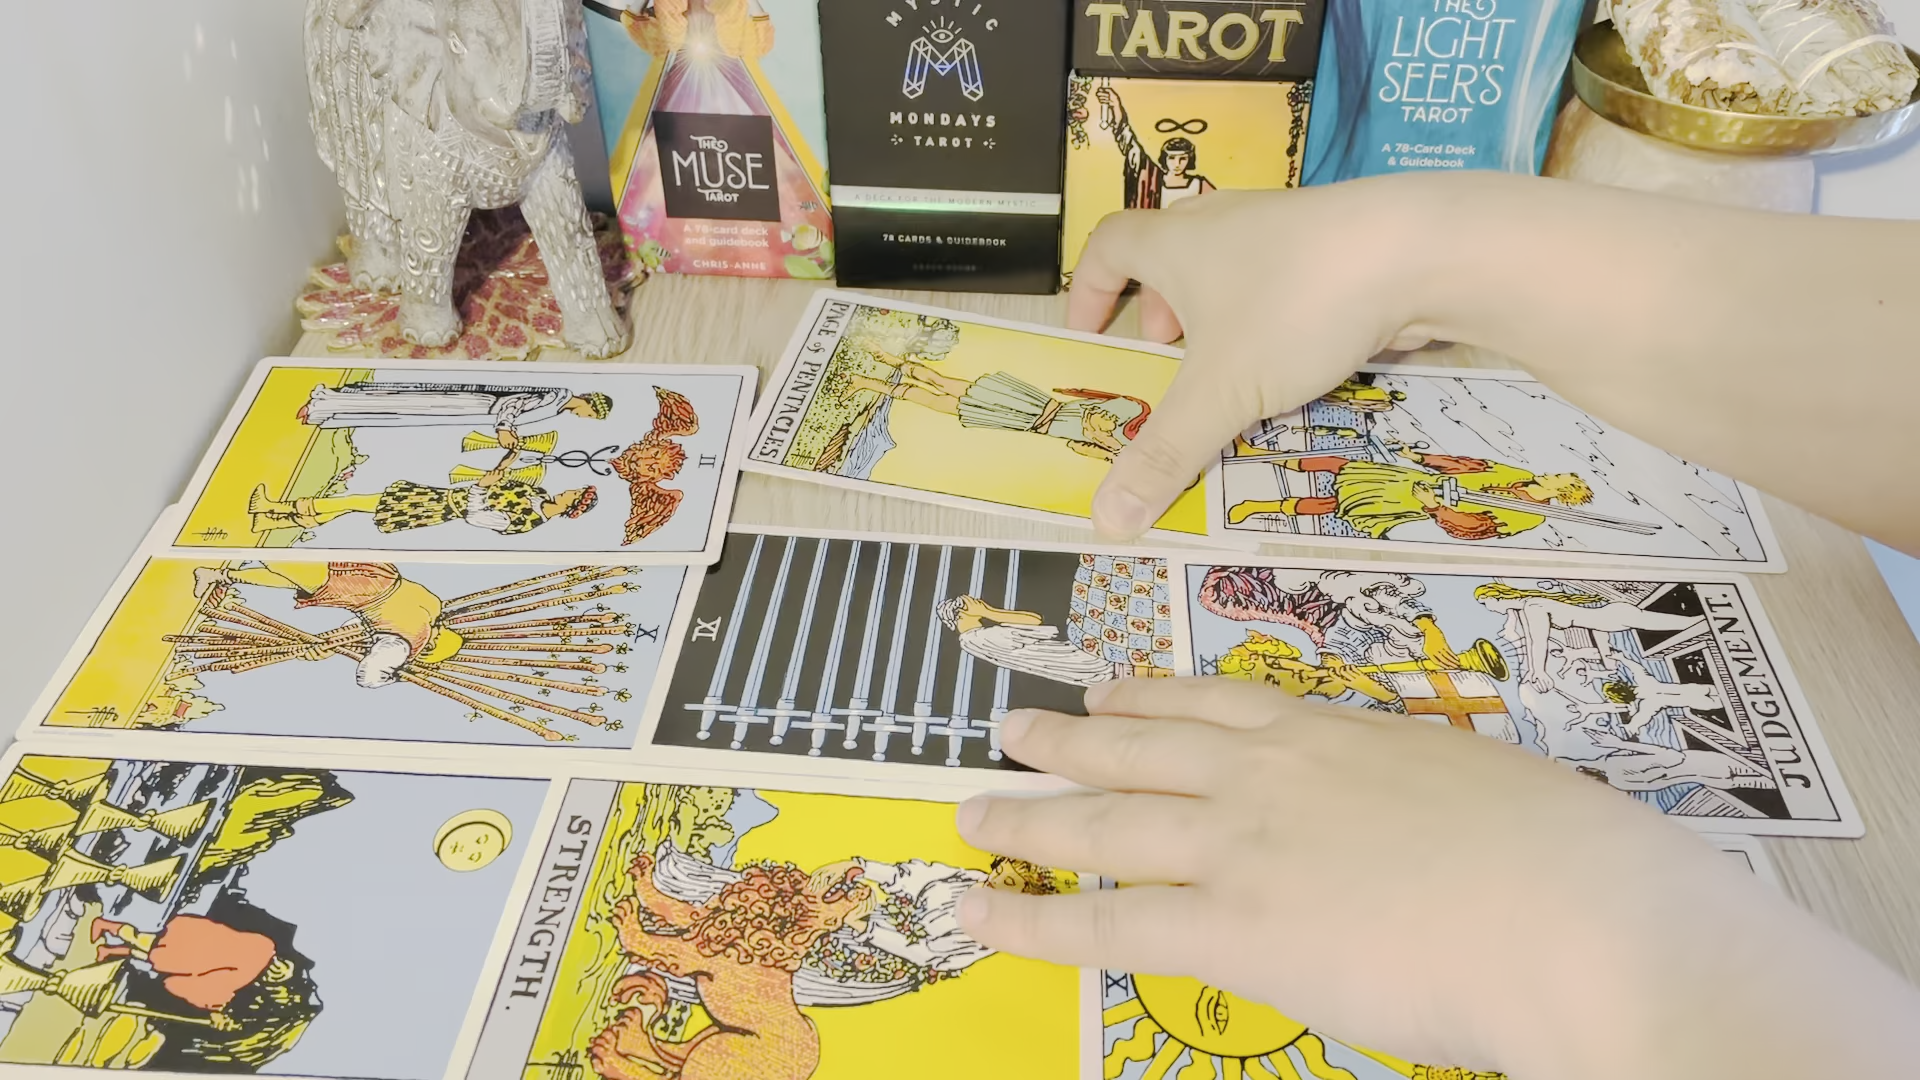 THE
MUSE
TAROT
A 78-card deck
and guidebook
CHRIS-ANNE
MYSTIC
M
MONDAYS
TAROT
A DECK FOR THE MODERN MYSTIC
78 CARDS & GUIDEBOOK
TAROT
THE
LIGHT
SEER'S
TAROT
A 78-Card Deck
& Guidebook
II
PAGE of PENTACLES.
X
IX
JUDGEMENT.
STRENGTH.